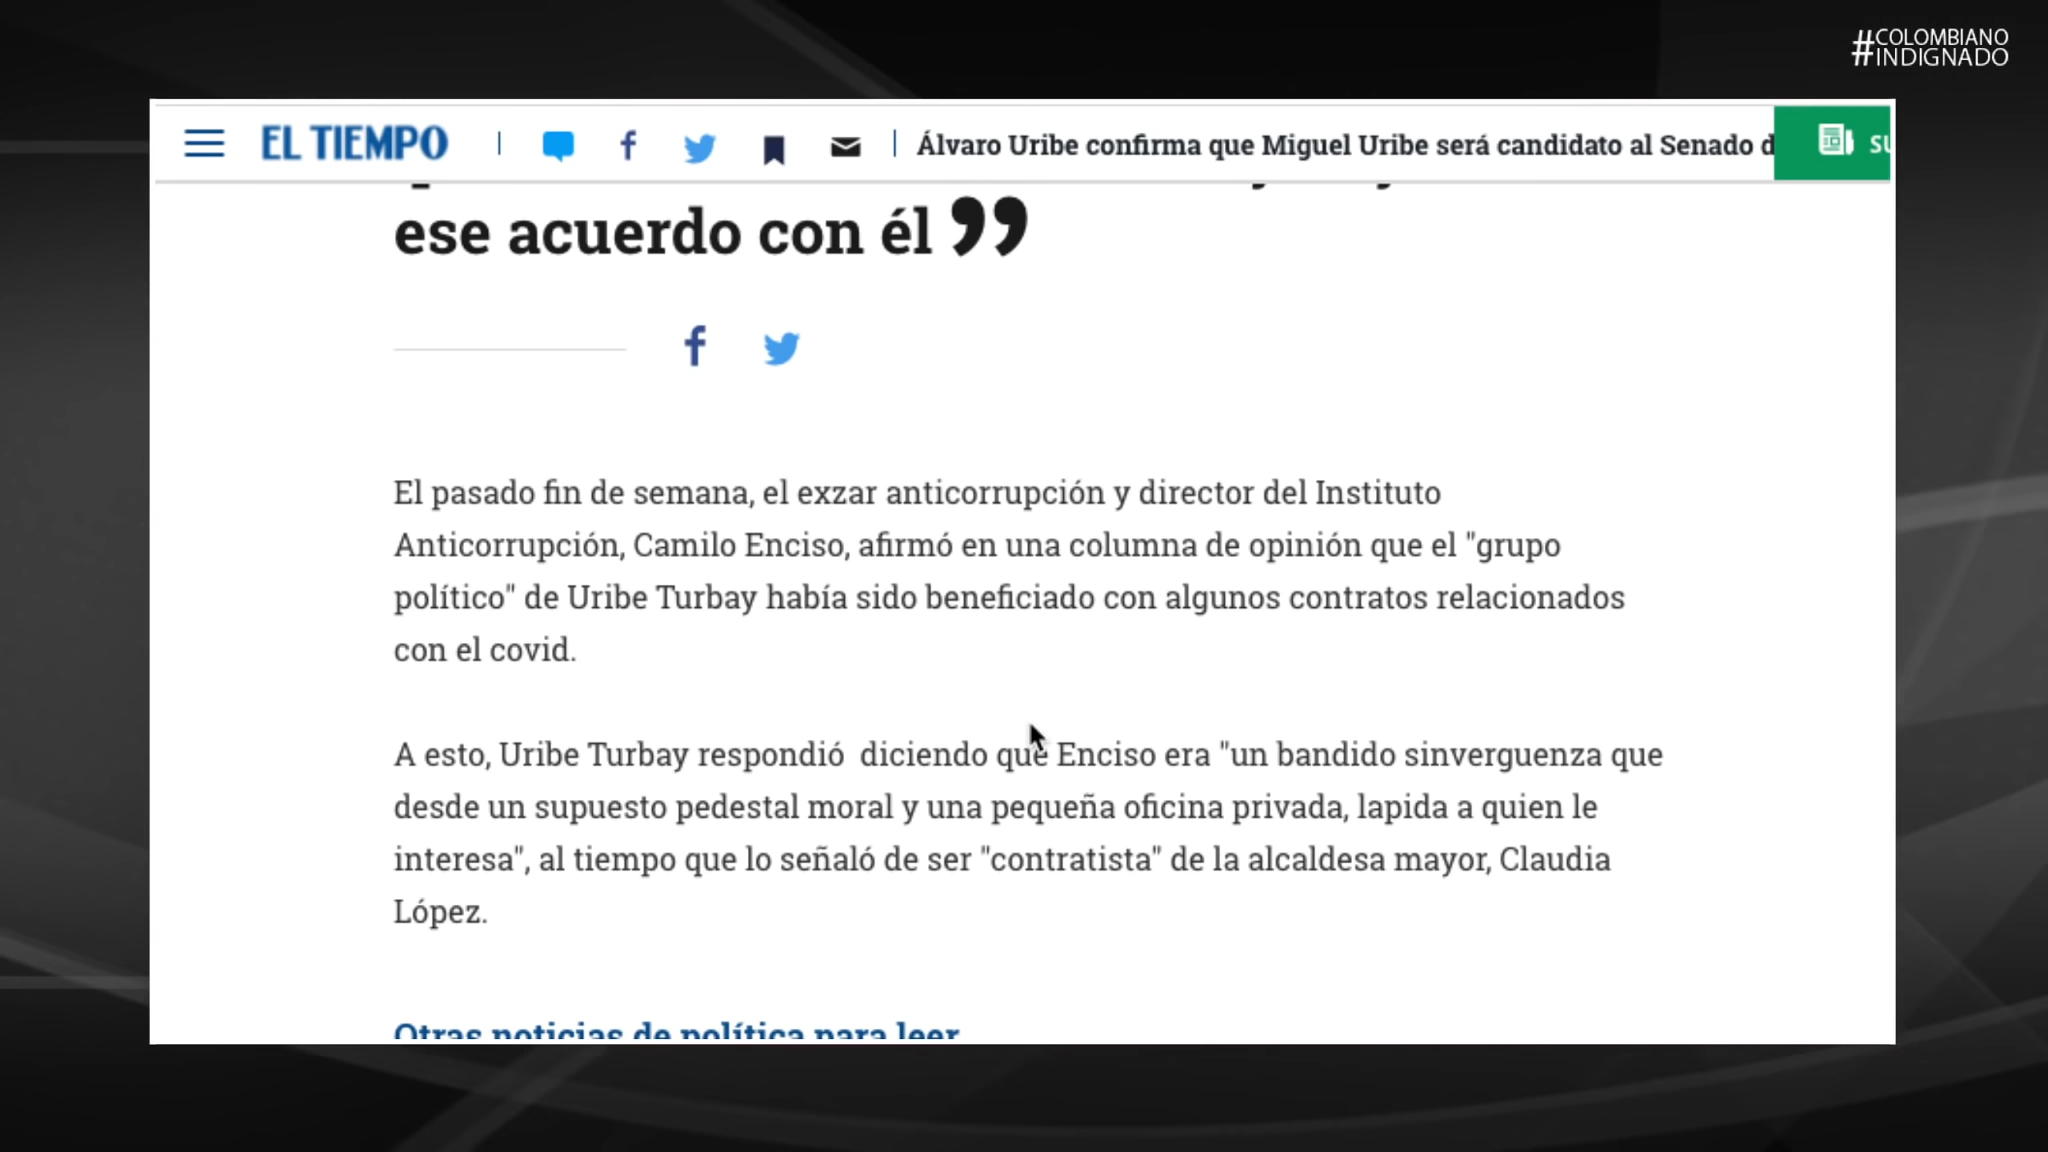 #COLOMBIANO
INDIGNADO
EL TIEMPO
Álvaro Uribe confirma que Miguel Uribe será candidato al Senado d
SU
ese acuerdo con él ”
El pasado fin de semana, el exzar anticorrupción y director del Instituto
Anticorrupción, Camilo Enciso, afirmó en una columna de opinión que el "grupo
político" de Uribe Turbay había sido beneficiado con algunos contratos relacionados
con el covid.
A esto, Uribe Turbay respondió  diciendo que Enciso era "un bandido sinverguenza que
desde un supuesto pedestal moral y una pequeña oficina privada, lapida a quien le
interesa", al tiempo que lo señaló de ser "contratista" de la alcaldesa mayor, Claudia
López.
Otras noticias de política para leer